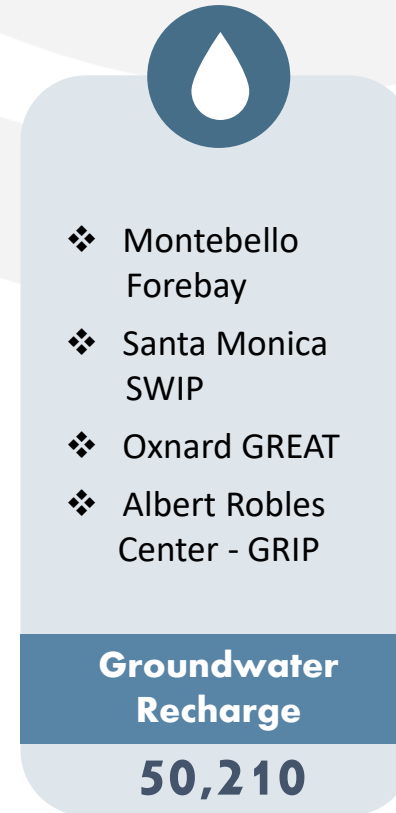 ❖ Montebello
Forebay
❖ Santa Monica
SWIP
❖ Oxnard GREAT
❖ Albert Robles
Center - GRIP
Groundwater
Recharge
50,210